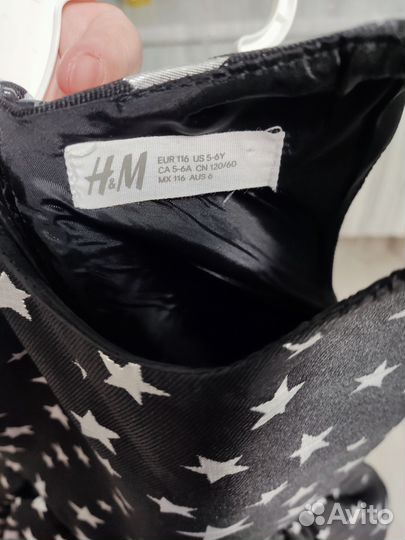 H&M
EUR 116 US 5-6Y
CA 5-6A CN 120/60
MX 116 AUS 6
Avito